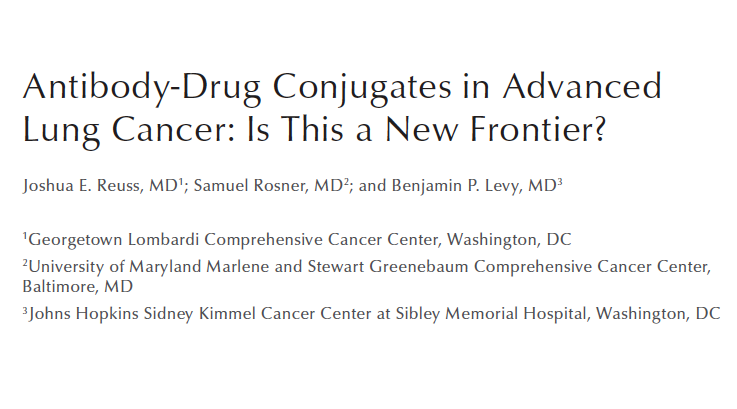 Antibody-Drug Conjugates in Advanced
Lung Cancer: Is This a New Frontier?
Joshua E. Reuss, MD¹; Samuel Rosner, MD²; and Benjamin P. Levy, MD³
¹Georgetown Lombardi Comprehensive Cancer Center, Washington, DC
²University of Maryland Marlene and Stewart Greenebaum Comprehensive Cancer Center,
Baltimore, MD
³Johns Hopkins Sidney Kimmel Cancer Center at Sibley Memorial Hospital, Washington, DC